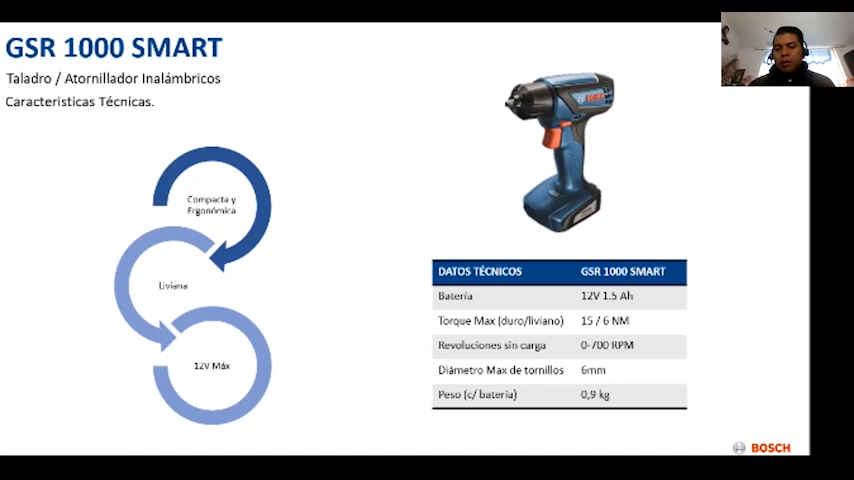 GSR 1000 SMART
Taladro / Atornillador Inalámbricos
Caracteristicas Técnicas.
Compacta y
Ergonómica
Liviana
12V Máx
DATOS TÉCNICOS GSR 1000 SMART
Batería 12V 1.5 Ah
Torque Max (duro/liviano) 15 / 6 NM
Revoluciones sin carga 0-700 RPM
Diámetro Max de tornillos 6mm
Peso (c/ batería) 0,9 kg
BOSCH